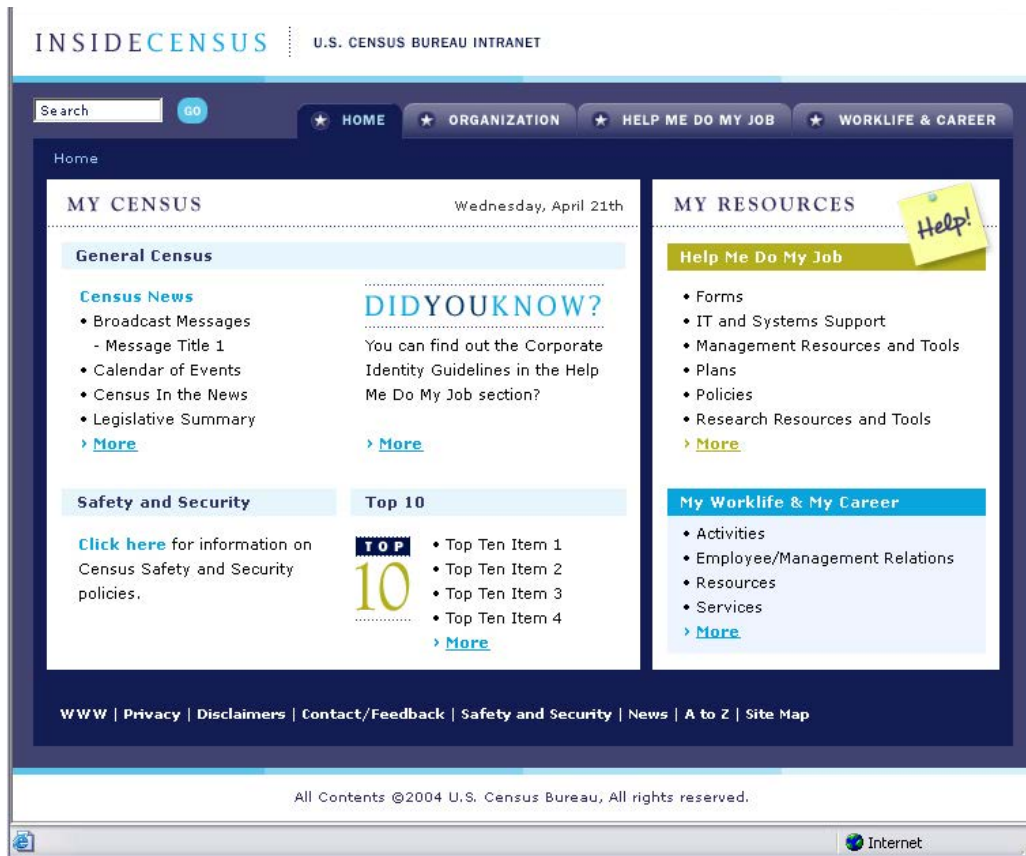 INSIDECENSUS
U.S. CENSUS BUREAU INTRANET
Search
GO
HOME
ORGANIZATION
HELP ME DO MY JOB
WORKLIFE & CAREER
Home
MY CENSUS
Wednesday, April 21th
General Census
Census News
• Broadcast Messages
- Message Title 1
• Calendar of Events
• Census In the News
• Legislative Summary
› More
DIDYOUKNOW?
You can find out the Corporate
Identity Guidelines in the Help
Me Do My Job section?
› More
Safety and Security
Click here for information on
Census Safety and Security
policies.
Top 10
TOP
10
• Top Ten Item 1
• Top Ten Item 2
• Top Ten Item 3
• Top Ten Item 4
› More
MY RESOURCES
Help!
Help Me Do My Job
• Forms
• IT and Systems Support
• Management Resources and Tools
• Plans
• Policies
• Research Resources and Tools
› More
My Worklife & My Career
• Activities
• Employee/Management Relations
• Resources
• Services
› More
WWW | Privacy | Disclaimers | Contact/Feedback | Safety and Security | News | A to Z | Site Map
All Contents ©2004 U.S. Census Bureau, All rights reserved.
Internet